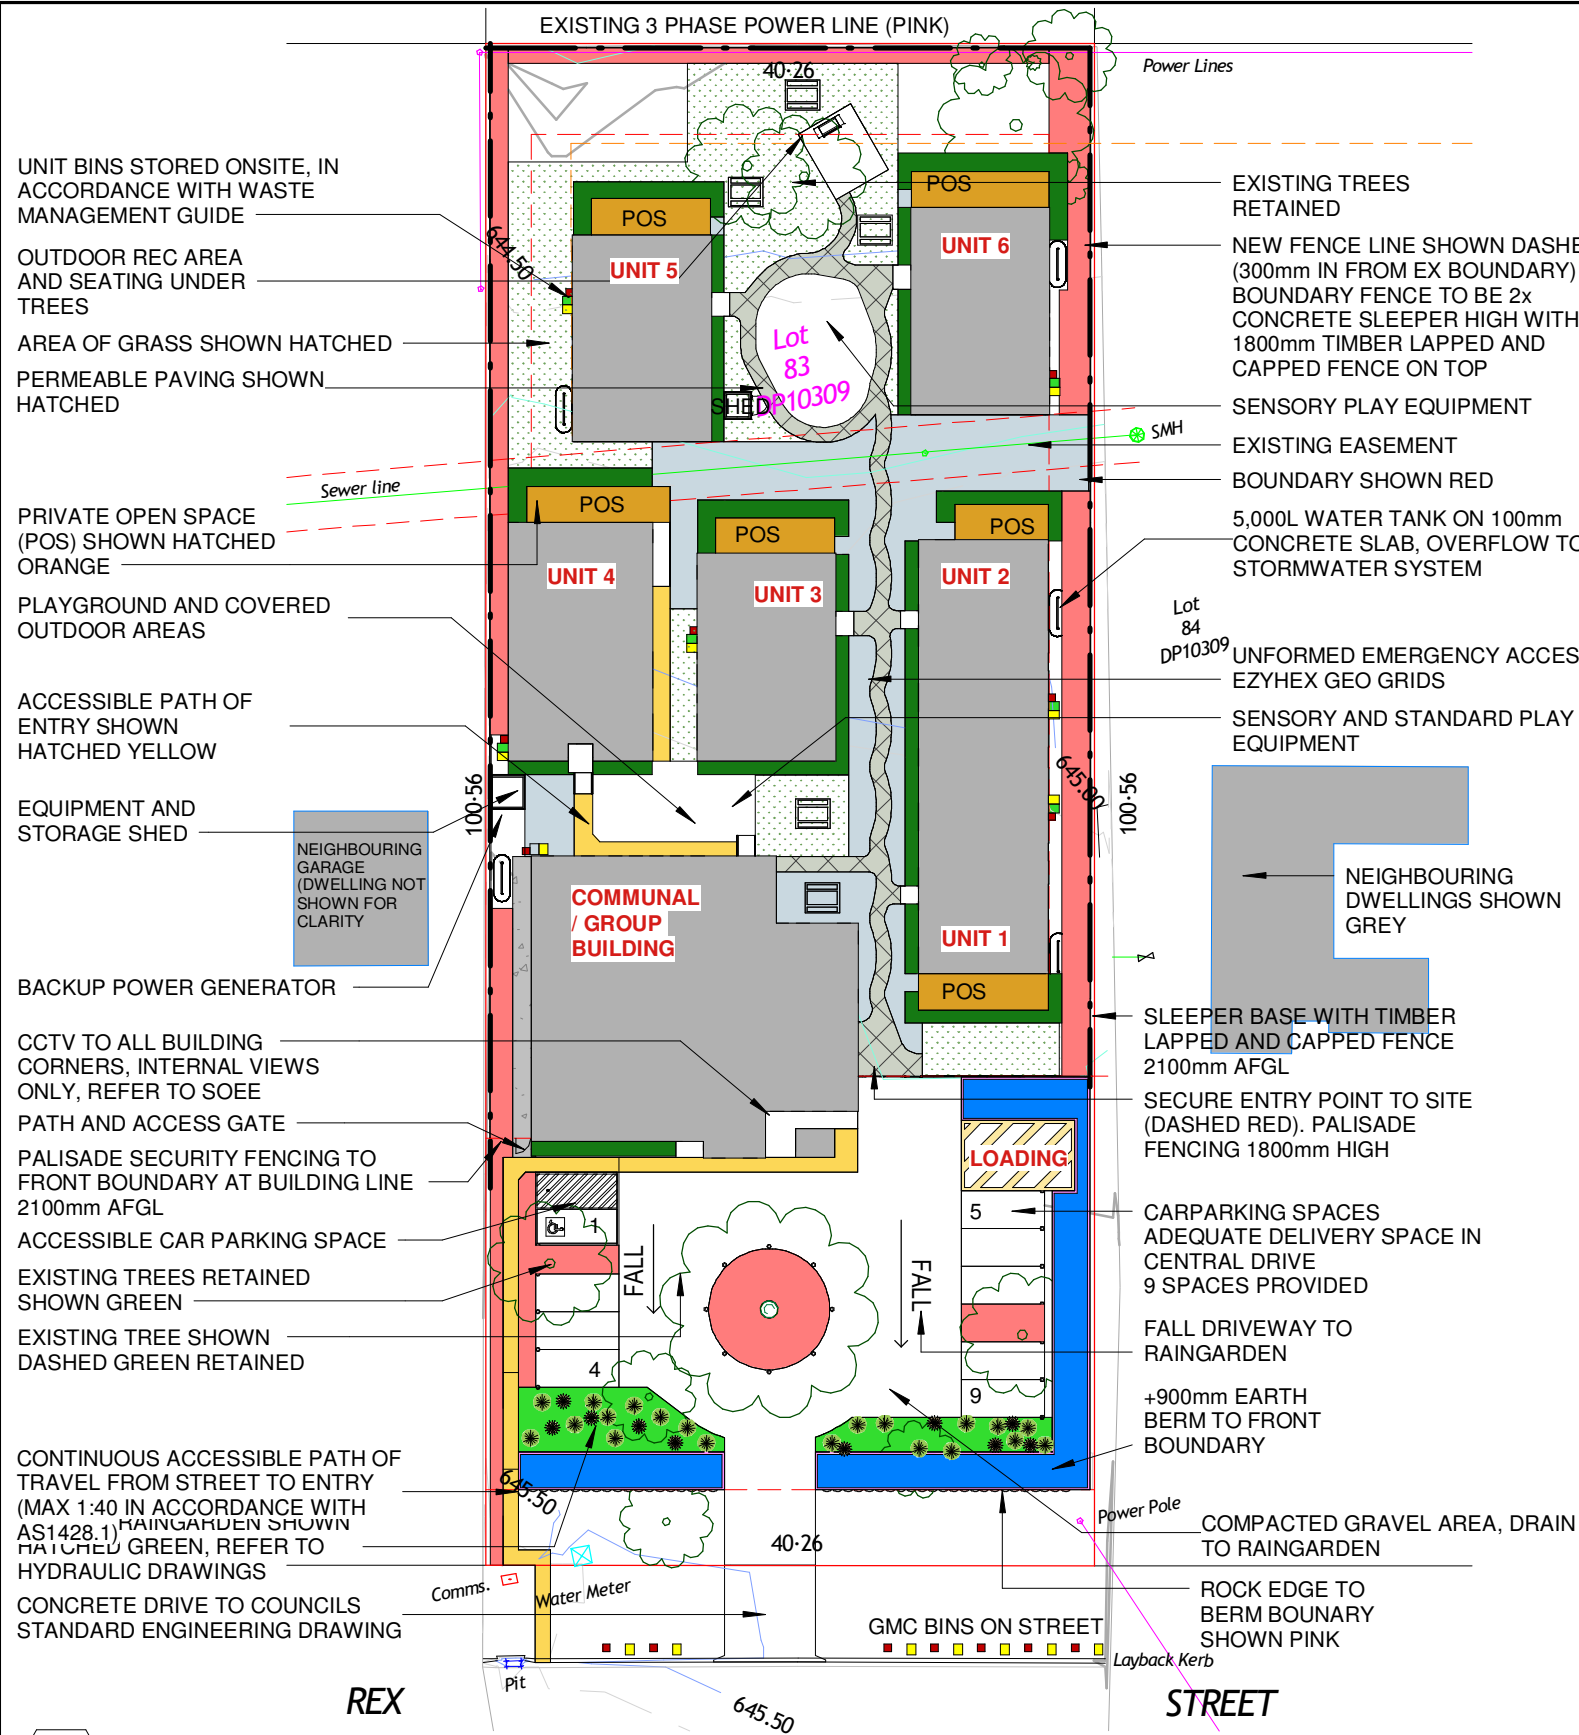 EXISTING 3 PHASE POWER LINE (PINK)
40·26
Power Lines
UNIT BINS STORED ONSITE, IN
ACCORDANCE WITH WASTE
MANAGEMENT GUIDE
OUTDOOR REC AREA
AND SEATING UNDER
TREES
AREA OF GRASS SHOWN HATCHED
PERMEABLE PAVING SHOWN
HATCHED
Sewer line
PRIVATE OPEN SPACE
(POS) SHOWN HATCHED
ORANGE
PLAYGROUND AND COVERED
OUTDOOR AREAS
ACCESSIBLE PATH OF
ENTRY SHOWN
HATCHED YELLOW
EQUIPMENT AND
STORAGE SHED
NEIGHBOURING
GARAGE
(DWELLING NOT
SHOWN FOR
CLARITY
BACKUP POWER GENERATOR
CCTV TO ALL BUILDING
CORNERS, INTERNAL VIEWS
ONLY, REFER TO SOEE
PATH AND ACCESS GATE
PALISADE SECURITY FENCING TO
FRONT BOUNDARY AT BUILDING LINE
2100mm AFGL
ACCESSIBLE CAR PARKING SPACE
EXISTING TREES RETAINED
SHOWN GREEN
EXISTING TREE SHOWN
DASHED GREEN RETAINED
CONTINUOUS ACCESSIBLE PATH OF
TRAVEL FROM STREET TO ENTRY
(MAX 1:40 IN ACCORDANCE WITH
AS1428.1)
RAINGARDEN SHOWN
HATCHED GREEN, REFER TO
HYDRAULIC DRAWINGS
CONCRETE DRIVE TO COUNCILS
STANDARD ENGINEERING DRAWING
644.50
POS
UNIT 5
POS
UNIT 6
Lot
83
DP10309
SHED
SMH
POS
UNIT 4
POS
UNIT 3
POS
UNIT 2
100·56
645.00
100·56
COMMUNAL
/ GROUP
BUILDING
UNIT 1
POS
LOADING
1
4
5
9
FALL
FALL
645.50
40·26
Comms.
Water Meter
Pit
GMC BINS ON STREET
Power Pole
Layback Kerb
645.50
REX
STREET
EXISTING TREES
RETAINED
NEW FENCE LINE SHOWN DASHE
(300mm IN FROM EX BOUNDARY)
BOUNDARY FENCE TO BE 2x
CONCRETE SLEEPER HIGH WITH
1800mm TIMBER LAPPED AND
CAPPED FENCE ON TOP
SENSORY PLAY EQUIPMENT
EXISTING EASEMENT
BOUNDARY SHOWN RED
5,000L WATER TANK ON 100mm
CONCRETE SLAB, OVERFLOW TO
STORMWATER SYSTEM
Lot
84
DP10309
UNFORMED EMERGENCY ACCES
EZYHEX GEO GRIDS
SENSORY AND STANDARD PLAY
EQUIPMENT
NEIGHBOURING
DWELLINGS SHOWN
GREY
SLEEPER BASE WITH TIMBER
LAPPED AND CAPPED FENCE
2100mm AFGL
SECURE ENTRY POINT TO SITE
(DASHED RED). PALISADE
FENCING 1800mm HIGH
CARPARKING SPACES
ADEQUATE DELIVERY SPACE IN
CENTRAL DRIVE
9 SPACES PROVIDED
FALL DRIVEWAY TO
RAINGARDEN
+900mm EARTH
BERM TO FRONT
BOUNDARY
COMPACTED GRAVEL AREA, DRAIN
TO RAINGARDEN
ROCK EDGE TO
BERM BOUNARY
SHOWN PINK